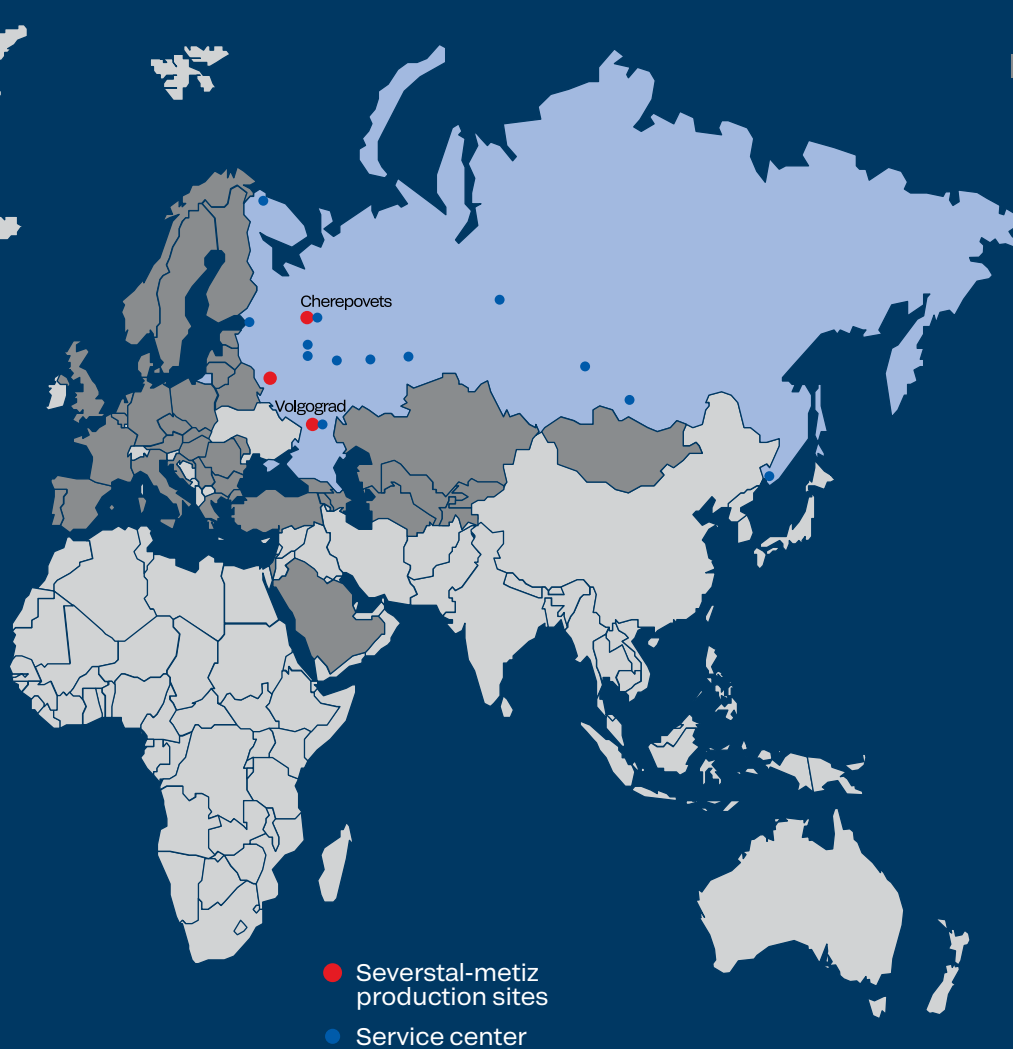 Cherepovets
Volgograd
Severstal-metiz
production sites
Service center